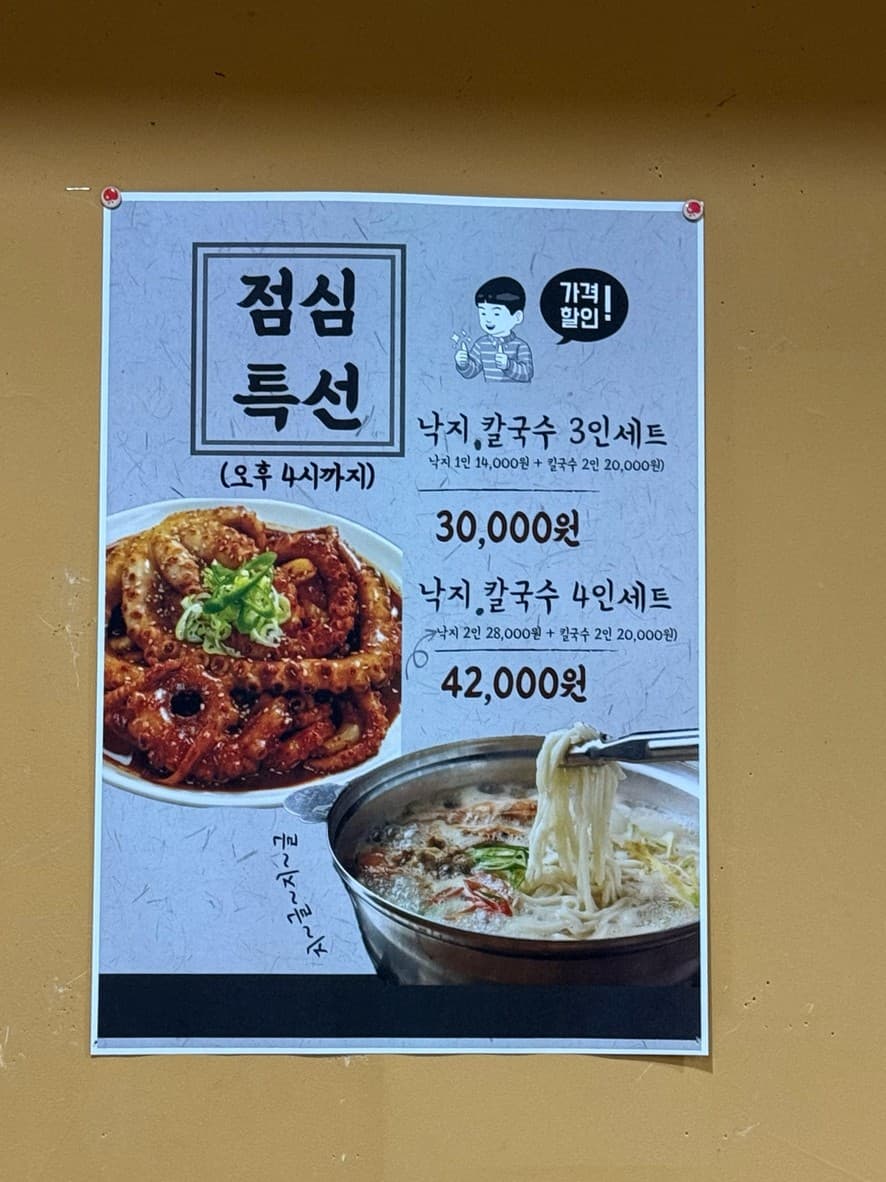 점심
특선
(오후 4시까지)
가격
할인!
낙지.칼국수 3인세트
낙지 1인 14,000원 + 칼국수 2인 20,000원)
30,000원
낙지.칼국수 4인세트
낙지 2인 28,000원 + 칼국수 2인 20,000원)
42,000원
지~글~지~글